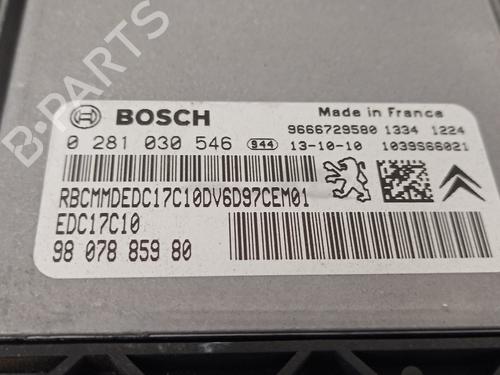 B-PARTS
BOSCH
Made in France
0 281 030 546 944
9666729580 1334 1224
13-10-10 1039S66021
RBCMMDEDC17C10DV6D97CEM01
EDC17C10
98 078 859 80